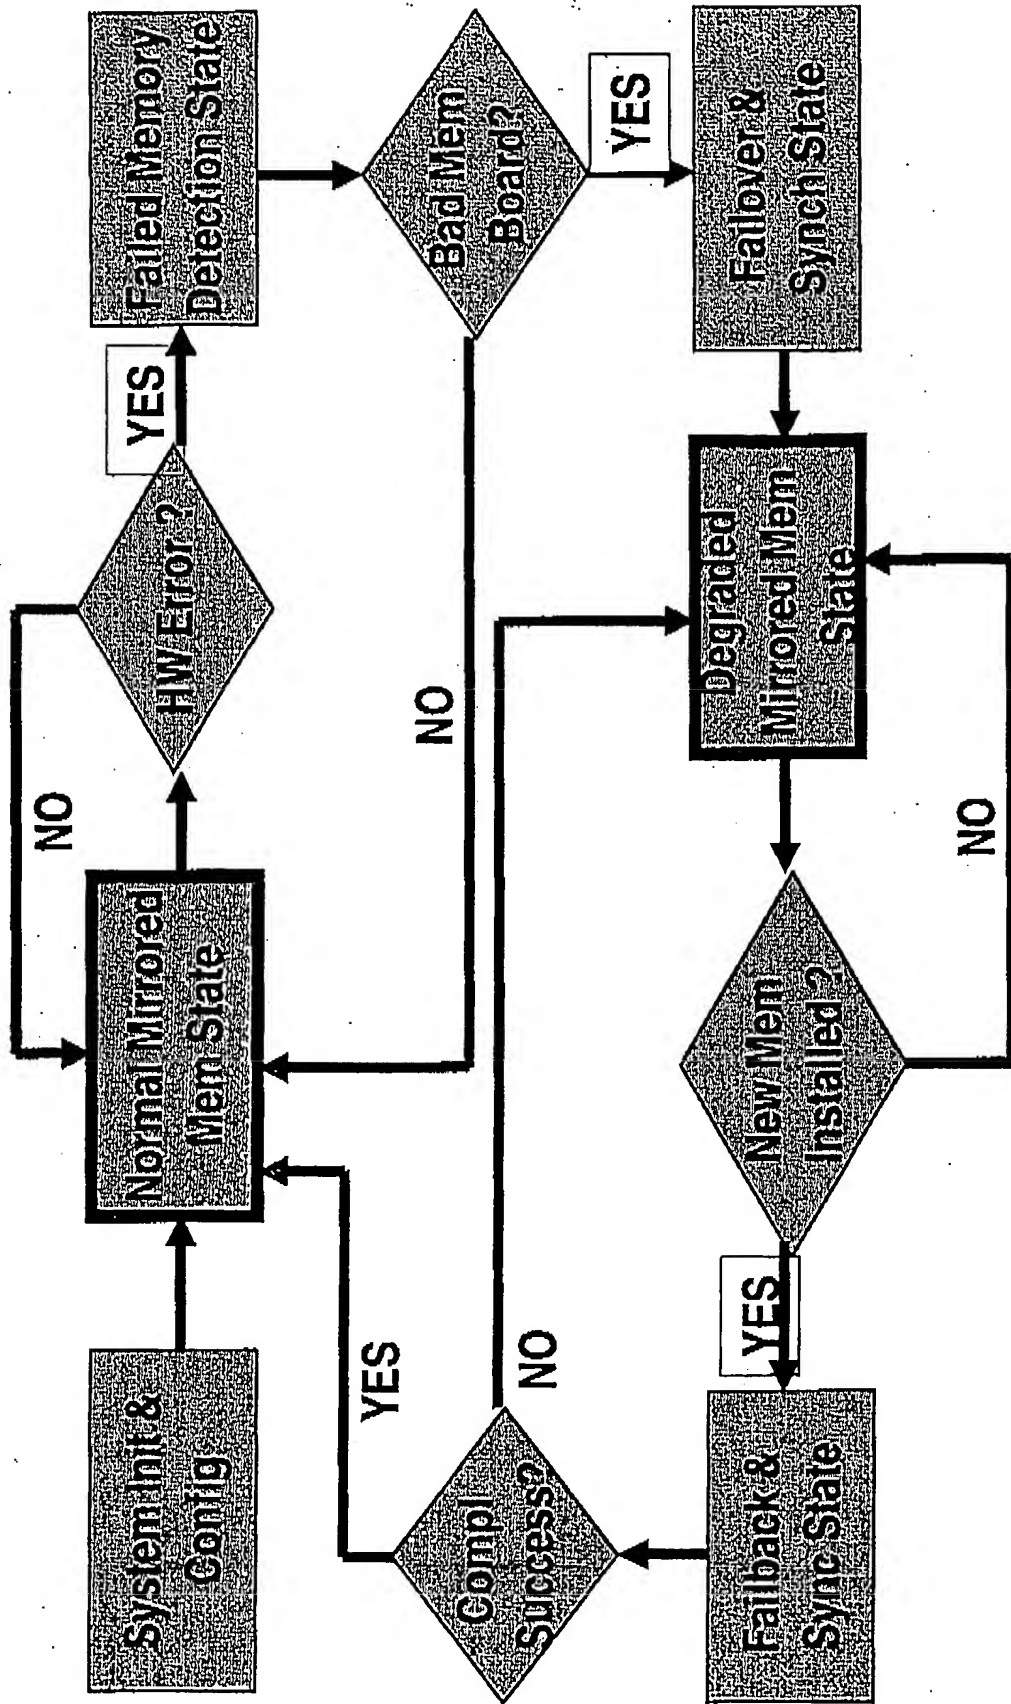 System Init &
Config
Normal Mirrored
Mem State
NO
HW Error ?
YES
Failed Memory
Detection State
Bad Mem
Board?
NO
YES
Failover &
Synch State
Degraded
Mirrored Mem
State
New Mem
Installed ?
NO
YES
Failback &
Sync State
Compl
Success?
YES
NO